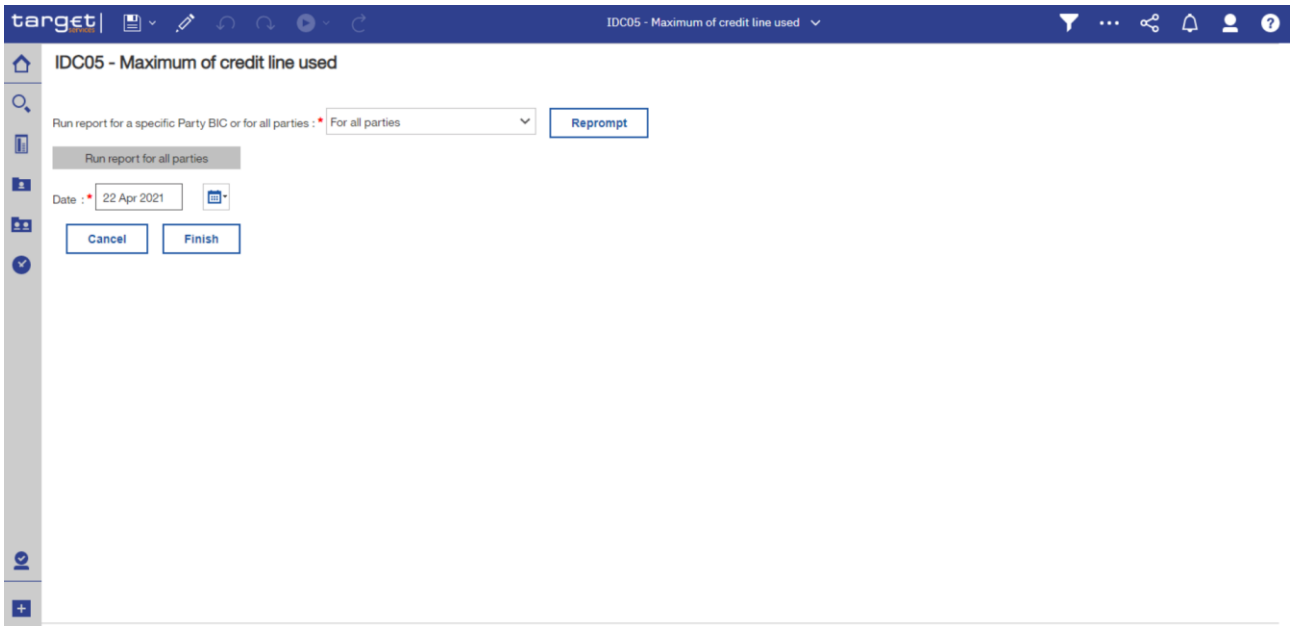 target|
services
IDC05 - Maximum of credit line used
IDC05 - Maximum of credit line used
Run report for a specific Party BIC or for all parties : * For all parties
Reprompt
Run report for all parties
Date : * 22 Apr 2021
Cancel Finish